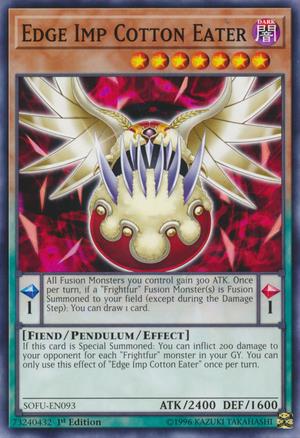 Edge Imp Cotton Eater
DARK
闇
All Fusion Monsters you control gain 300 ATK. Once
per turn, if a "Frightfur" Fusion Monster(s) is Fusion
Summoned to your field (except during the Damage
Step): You can draw 1 card.
1
1
[FIEND/PENDULUM/EFFECT]
If this card is Special Summoned: You can inflict 200 damage to
your opponent for each "Frightfur" monster in your GY. You can
only use this effect of "Edge Imp Cotton Eater" once per turn.
SOFU-EN093
ATK/2400 DEF/1600
73240432
1st Edition
©1996 KAZUKI TAKAHASHI